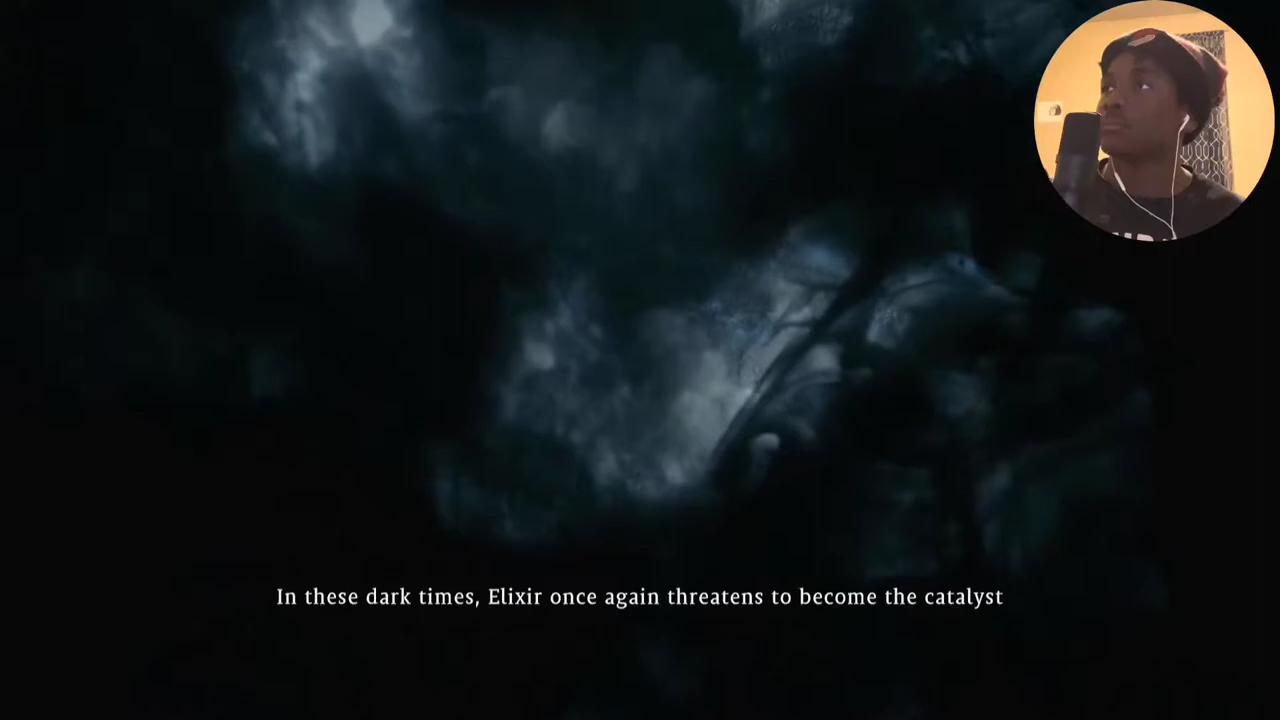 In these dark times, Elixir once again threatens to become the catalyst